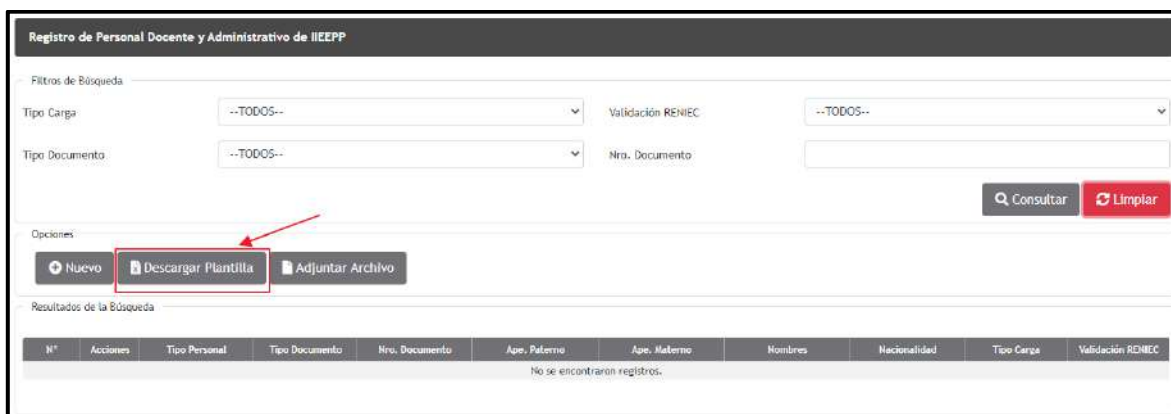 Registro de Personal Docente y Administrativo de IIEEPP
Filtros de Búsqueda
Tipo Carga --TODOS-- Validación RENIEC --TODOS--
Tipo Documento --TODOS-- Nro. Documento
Consultar Limpiar
Opciones
Nuevo Descargar Plantilla Adjuntar Archivo
Resultados de la Búsqueda
N° Acciones Tipo Personal Tipo Documento Nro. Documento Ape. Paterno Ape. Materno Nombres Nacionalidad Tipo Carga Validación RENIEC
No se encontraron registros.